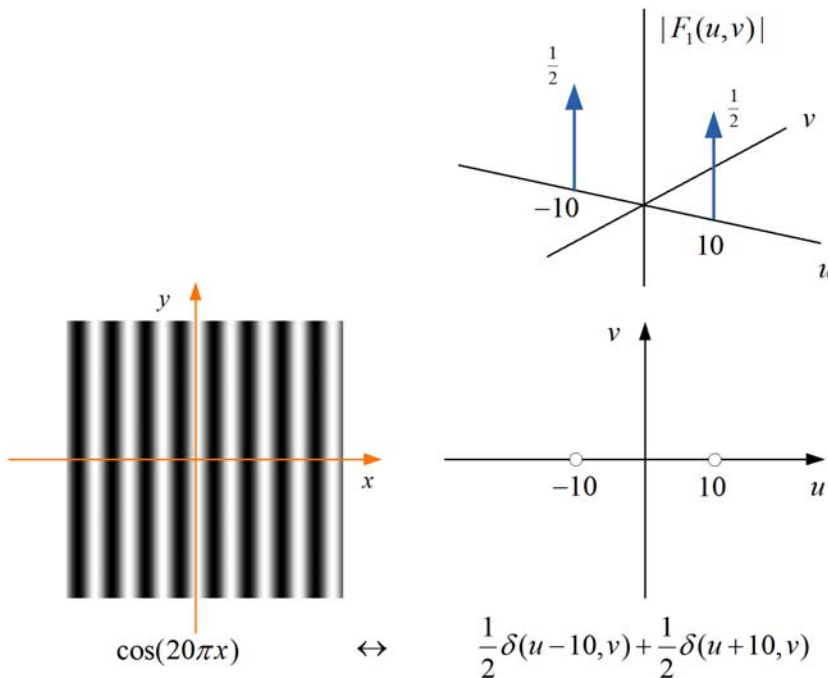 |F₁(u,v)|
½
½
v
−10
10
u
y
x
v
−10
10
u
cos(20πx) ↔ ½δ(u−10,v)+½δ(u+10,v)